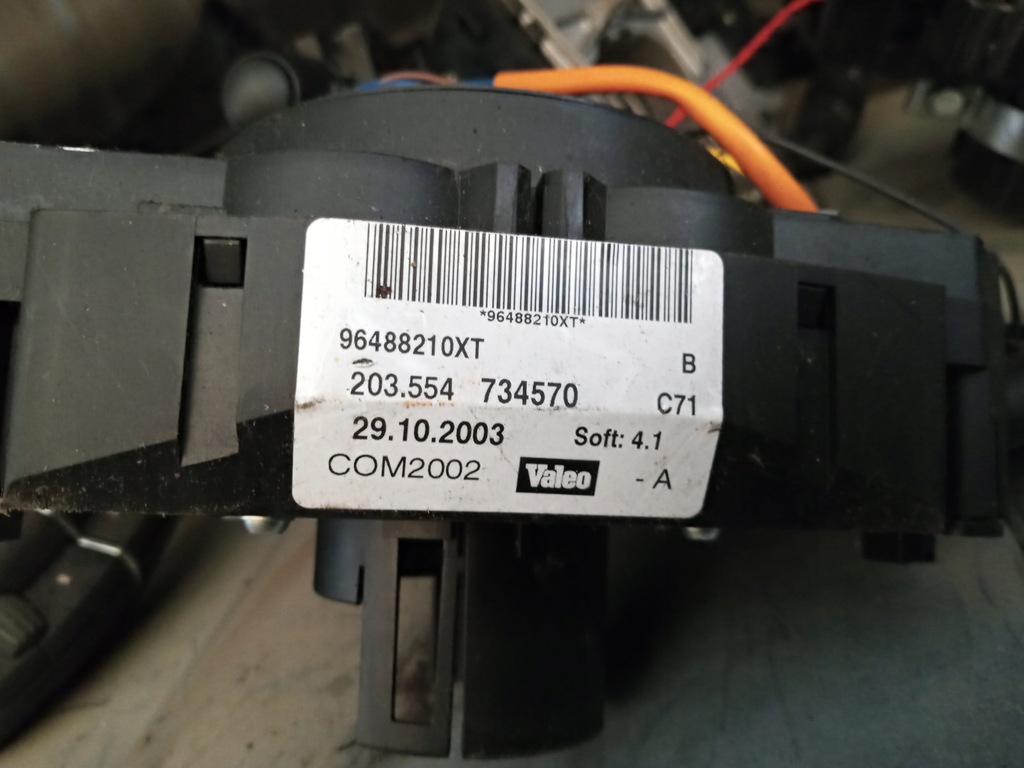 *96488210XT*
96488210XT B
203.554 734570 C71
29.10.2003 Soft: 4.1
COM2002 Valeo - A